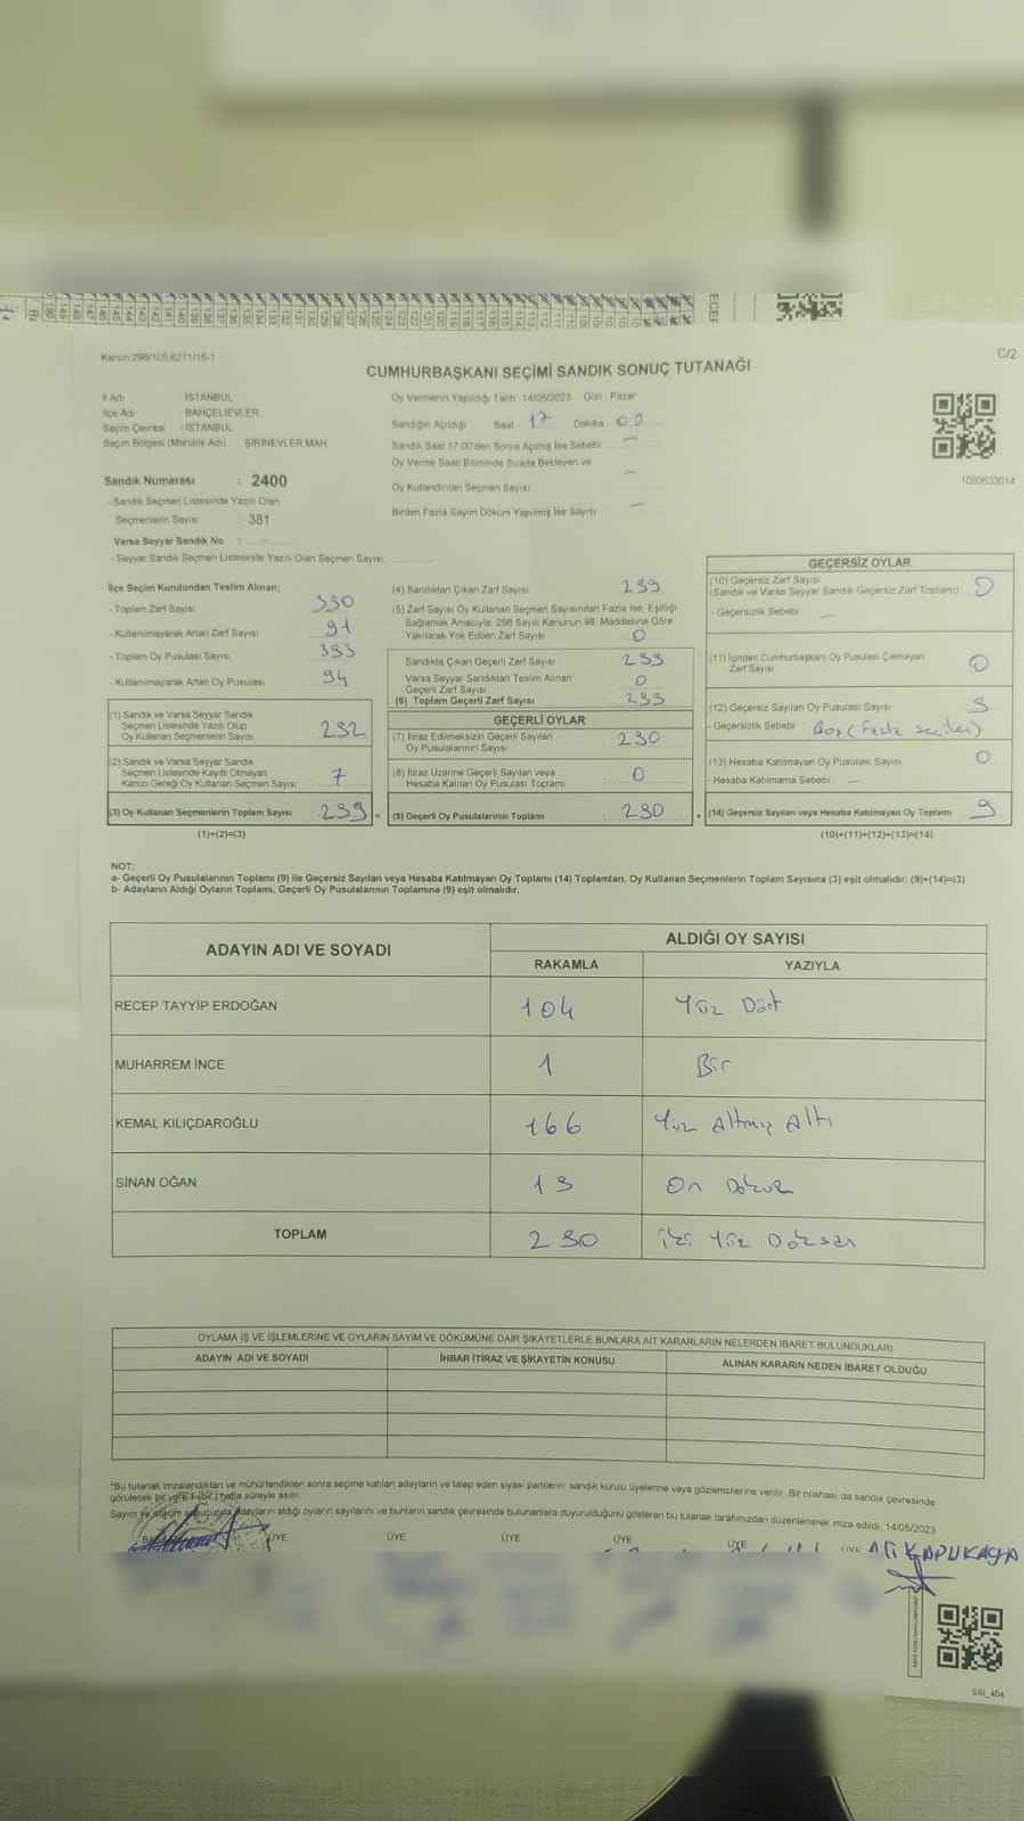 Kanun:298/105,6271/16-1
C/2
CUMHURBAŞKANI SEÇİMİ SANDIK SONUÇ TUTANAĞI
İl Adı : İSTANBUL
İlçe Adı : BAHÇELİEVLER
Seçim Çevresi : İSTANBUL
Seçim Bölgesi (Mahalle Adı) : ŞİRİNEVLER MAH.
Oy Vermenin Yapıldığı Tarih : 14/05/2023 Gün : Pazar
Sandığın Açıldığı Saat : 17 Dakika 00
Sandık Saat 17.00'den Sonra Açılmış İse Sebebi —
Oy Verme Saati Bitiminde Sırada Bekleyen ve
Oy Kullandırılan Seçmen Sayısı —
Birden Fazla Sayım Döküm Yapılmış İse Sayısı —
Sandık Numarası : 2400
- Sandık Seçmen Listesinde Yazılı Olan
Seçmenlerin Sayısı : 381
Varsa Seyyar Sandık No :
- Seyyar Sandık Seçmen Listesinde Yazılı Olan Seçmen Sayısı :
İlçe Seçim Kurulundan Teslim Alınan;
- Toplam Zarf Sayısı 390
- Kullanılmayarak Artan Zarf Sayısı 91
- Toplam Oy Pusulası Sayısı 393
- Kullanılmayarak Artan Oy Pusulası 94
(1) Sandık ve Varsa Seyyar Sandık
Seçmen Listesinde Yazılı Olup
Oy Kullanan Seçmenlerin Sayısı 292
(2) Sandık ve Varsa Seyyar Sandık
Seçmen Listesinde Kayıtlı Olmayan
Kanun Gereği Oy Kullanan Seçmen Sayısı 7
(3) Oy Kullanan Seçmenlerin Toplam Sayısı 299
(1)+(2)=(3)
(4) Sandıktan Çıkan Zarf Sayısı 299
(5) Zarf Sayısı Oy Kullanan Seçmen Sayısından Fazla İse, Eşitliği
Sağlamak Amacıyla, 298 Sayılı Kanunun 98. Maddesine Göre
Yakılarak Yok Edilen Zarf Sayısı 0
Sandıkta Çıkan Geçerli Zarf Sayısı 299
Varsa Seyyar Sandıktan Teslim Alınan
Geçerli Zarf Sayısı 0
(6) Toplam Geçerli Zarf Sayısı 299
GEÇERLİ OYLAR
(7) İtiraz Edilmeksizin Geçerli Sayılan
Oy Pusulalarının Sayısı 290
(8) İtiraz Üzerine Geçerli Sayılan veya
Hesaba Katılan Oy Pusulası Toplamı 0
= (9) Geçerli Oy Pusulalarının Toplamı 290
GEÇERSİZ OYLAR
(10) Geçersiz Zarf Sayısı
(Sandık ve Varsa Seyyar Sandık Geçersiz Zarf Toplamı) 0
- Geçersizlik Sebebi: —
(11) İçinden Cumhurbaşkanı Oy Pusulası Çıkmayan
Zarf Sayısı 0
(12) Geçersiz Sayılan Oy Pusulası Sayısı 9
- Geçersizlik Sebebi: Boş (Fazla seçilen)
(13) Hesaba Katılmayan Oy Pusulası Sayısı 0
- Hesaba Katılmama Sebebi : —
+ (14) Geçersiz Sayılan veya Hesaba Katılmayan Oy Toplamı 9
(10)+(11)+(12)+(13)=(14)
NOT:
a- Geçerli Oy Pusulalarının Toplamı (9) ile Geçersiz Sayılan veya Hesaba Katılmayan Oy Toplamı (14) Toplamları, Oy Kullanan Seçmenlerin Toplam Sayısına (3) eşit olmalıdır. (9)+(14)=(3)
b- Adayların Aldığı Oyların Toplamı, Geçerli Oy Pusulalarının Toplamına (9) eşit olmalıdır.
ADAYIN ADI VE SOYADI
ALDIĞI OY SAYISI
RAKAMLA YAZIYLA
RECEP TAYYİP ERDOĞAN 104 Yüz Dört
MUHARREM İNCE 1 Bir
KEMAL KILIÇDAROĞLU 166 Yüz Altmış Altı
SİNAN OĞAN 19 On Dokuz
TOPLAM 290 iki Yüz Doksan
OYLAMA İŞ VE İŞLEMLERİNE VE OYLARIN SAYIM VE DÖKÜMÜNE DAİR ŞİKAYETLERLE BUNLARA AİT KARARLARIN NELERDEN İBARET BULUNDUKLARI
ADAYIN ADI VE SOYADI İHBAR İTİRAZ VE ŞİKAYETİN KONUSU ALINAN KARARIN NEDEN İBARET OLDUĞU
*Bu tutanak imzalandıktan ve mühürlendikten sonra seçime katılan adayların ve talep eden siyasi partilerin sandık kurulu üyelerine veya gözlemcilerine verilir. Bir nüshası da sandık çevresinde
görülecek bir yere 1 (bir) hafta süreyle asılır.
Sayım ve döküm sonucunda adayların aldığı oyların sayılarını ve bunların sandık çevresinde bulunanlara duyurulduğunu gösteren bu tutanak tarafımızdan düzenlenerek imza edildi. 14/05/2023
ÜYE ÜYE ÜYE ÜYE ÜYE ÜYE ALİ KAPUKAYA